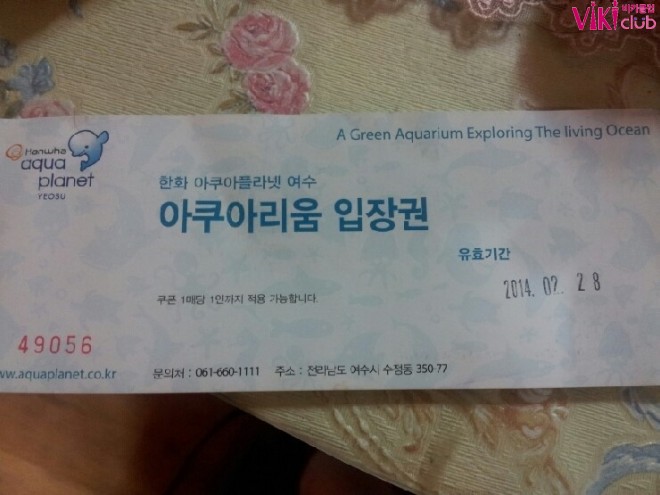 VIKI 비키클럽 club
A Green Aquarium Exploring The living Ocean
Hanwha
aqua
planet
YEOSU
한화 아쿠아플라넷 여수
아쿠아리움 입장권
유효기간
2014. 02. 28
쿠폰 1매당 1인까지 적용 가능합니다.
49056
www.aquaplanet.co.kr 문의처 : 061-660-1111 주소 : 전라남도 여수시 수정동 350-77